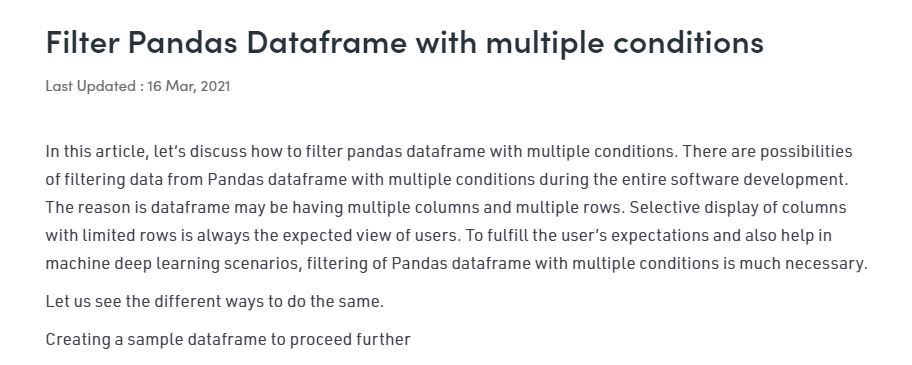 Filter Pandas Dataframe with multiple conditions
Last Updated : 16 Mar, 2021
In this article, let's discuss how to filter pandas dataframe with multiple conditions. There are possibilities
of filtering data from Pandas dataframe with multiple conditions during the entire software development.
The reason is dataframe may be having multiple columns and multiple rows. Selective display of columns
with limited rows is always the expected view of users. To fulfill the user's expectations and also help in
machine deep learning scenarios, filtering of Pandas dataframe with multiple conditions is much necessary.
Let us see the different ways to do the same.
Creating a sample dataframe to proceed further